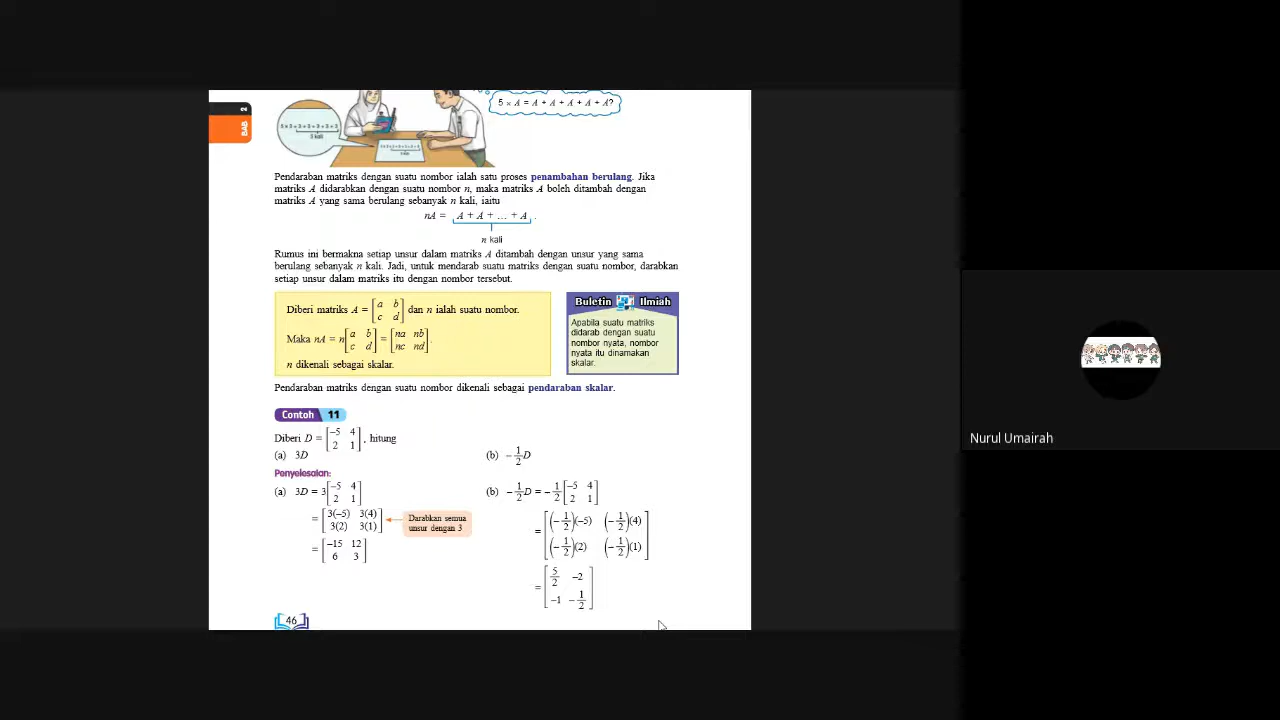 2
BAB
5 × A = A + A + A + A + A?
5 kali
Pendaraban matriks dengan suatu nombor ialah satu proses penambahan berulang. Jika
matriks A didarabkan dengan suatu nombor n, maka matriks A boleh ditambah dengan
matriks A yang sama berulang sebanyak n kali, iaitu
nA = A + A + … + A .
n kali
Rumus ini bermakna setiap unsur dalam matriks A ditambah dengan unsur yang sama
berulang sebanyak n kali. Jadi, untuk mendarab suatu matriks dengan suatu nombor, darabkan
setiap unsur dalam matriks itu dengan nombor tersebut.
Diberi matriks A = [a b; c d] dan n ialah suatu nombor.
Maka nA = n[a b; c d] = [na nb; nc nd].
n dikenali sebagai skalar.
Buletin Ilmiah
Apabila suatu matriks
didarab dengan suatu
nombor nyata, nombor
nyata itu dinamakan
skalar.
Pendaraban matriks dengan suatu nombor dikenali sebagai pendaraban skalar.
Contoh 11
Diberi D = [–5 4; 2 1], hitung
(a) 3D
(b) –1/2 D
Penyelesaian:
(a) 3D = 3[–5 4; 2 1]
= [3(–5) 3(4); 3(2) 3(1)]
Darabkan semua
unsur dengan 3
= [–15 12; 6 3]
(b) –1/2 D = –1/2 [–5 4; 2 1]
= [(–1/2)(–5) (–1/2)(4); (–1/2)(2) (–1/2)(1)]
= [5/2 –2; –1 –1/2]
46
Nurul Umairah